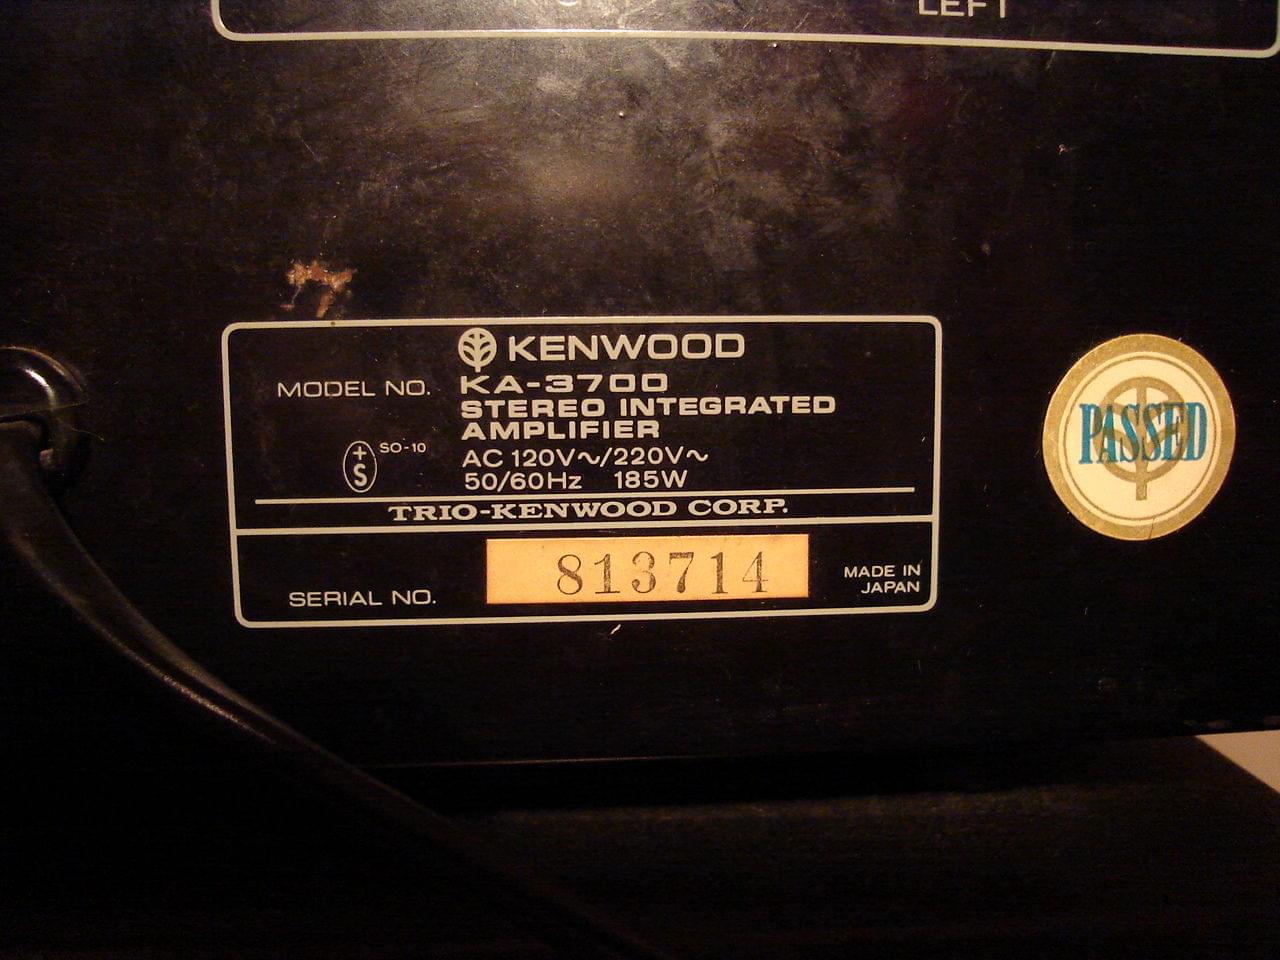 LEFT
KENWOOD
MODEL NO. KA-3700
STEREO INTEGRATED
AMPLIFIER
S SO-10
AC 120V~/220V~
50/60Hz 185W
TRIO-KENWOOD CORP.
SERIAL NO. 813714
MADE IN
JAPAN
PASSED